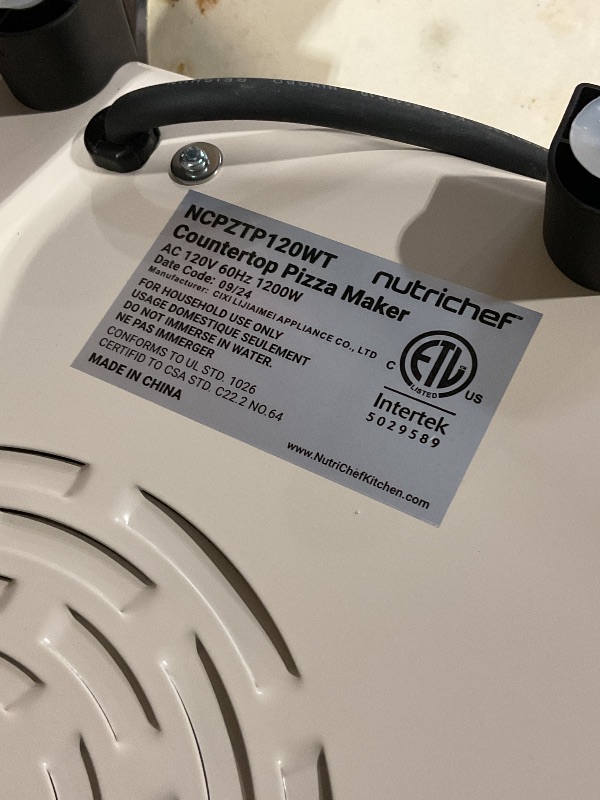 NCPZTP120WT
Countertop Pizza Maker
AC 120V 60Hz 1200W
Date Code: 09/24
Manufacturer: CIXI LIJIAIMEI APPLIANCE CO., LTD
nutrichef
FOR HOUSEHOLD USE ONLY
USAGE DOMESTIQUE SEULEMENT
DO NOT IMMERSE IN WATER.
NE PAS IMMERGER
CONFORMS TO UL STD. 1026
CERTIFID TO CSA STD. C22.2 NO.64
MADE IN CHINA
C ETL US
LISTED
Intertek
5029589
www.NutriChefKitchen.com